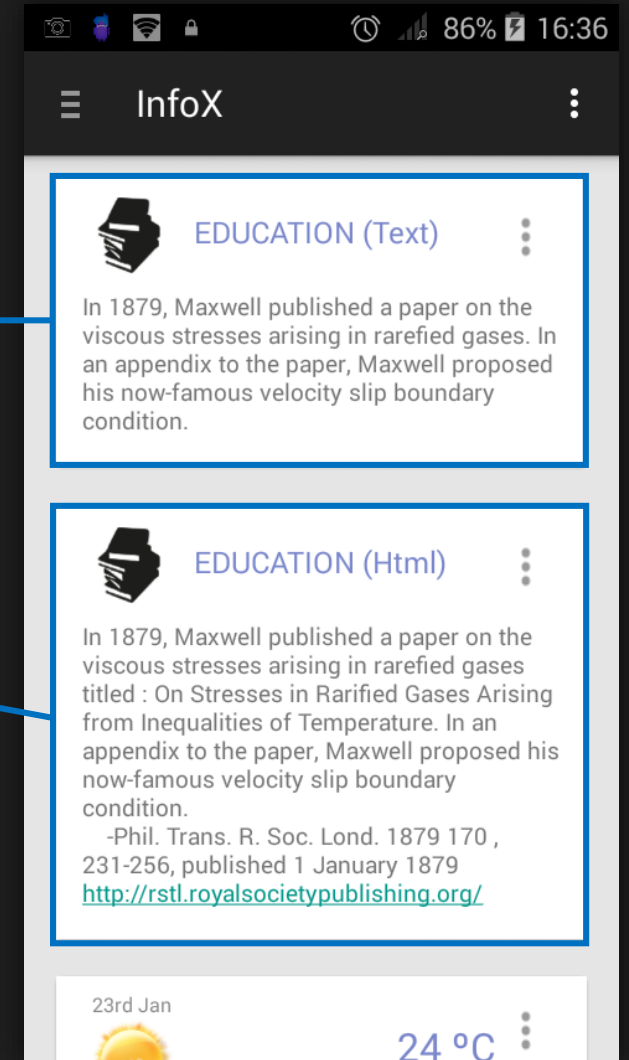 86% 16:36
InfoX
EDUCATION (Text)
In 1879, Maxwell published a paper on the
viscous stresses arising in rarefied gases. In
an appendix to the paper, Maxwell proposed
his now-famous velocity slip boundary
condition.
EDUCATION (Html)
In 1879, Maxwell published a paper on the
viscous stresses arising in rarefied gases
titled : On Stresses in Rarified Gases Arising
from Inequalities of Temperature. In an
appendix to the paper, Maxwell proposed his
now-famous velocity slip boundary
condition.
-Phil. Trans. R. Soc. Lond. 1879 170 ,
231-256, published 1 January 1879
http://rstl.royalsocietypublishing.org/
23rd Jan
24 ºC